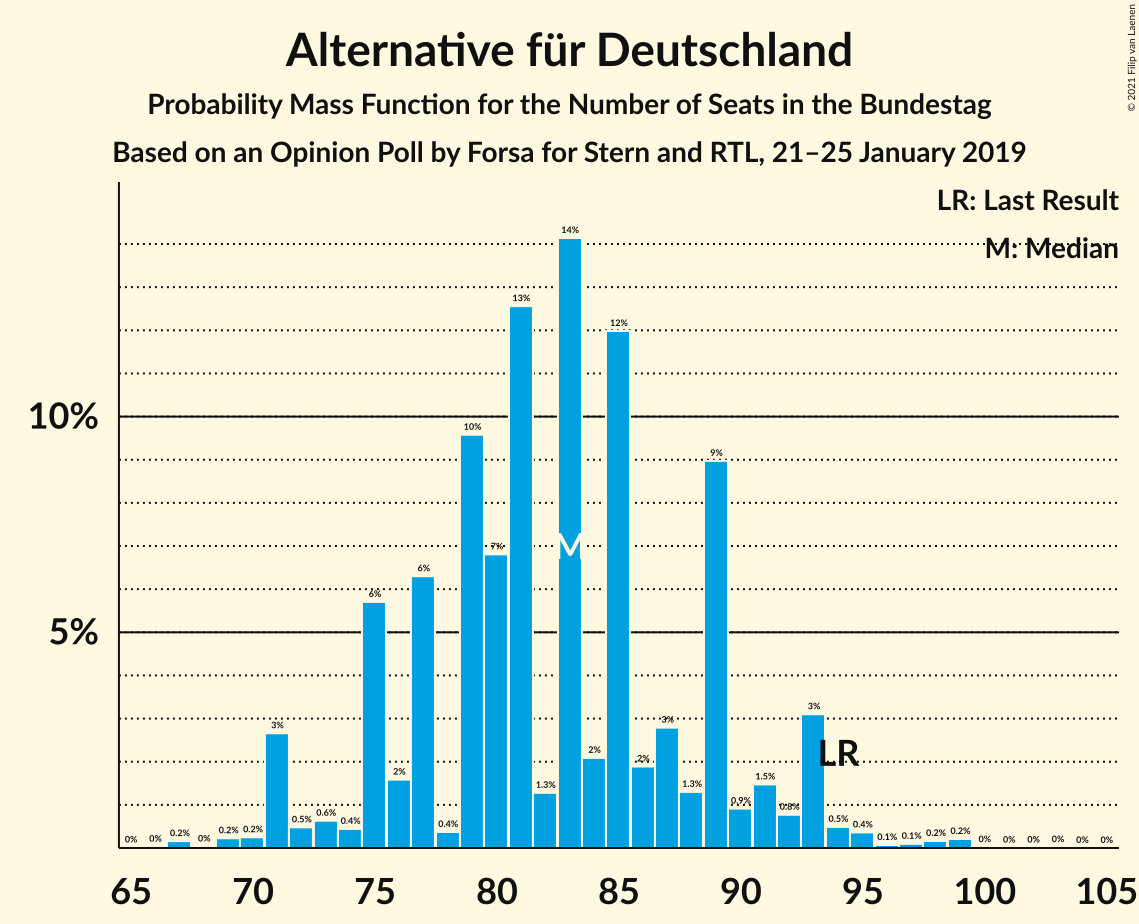 Alternative für Deutschland
Probability Mass Function for the Number of Seats in the Bundestag
Based on an Opinion Poll by Forsa for Stern and RTL, 21–25 January 2019
© 2021 Filip van Laenen
LR: Last Result
M: Median
10%
5%
0% 0% 0.2% 0% 0.2% 0.2% 3% 0.5% 0.6% 0.4% 6% 2% 6% 0.4% 10% 7% 13% 1.3% 14% 2% 12% 2% 3% 1.3% 9% 0.9% 1.5% 0.8% 3% 0.5% 0.4% 0.1% 0.1% 0.2% 0.2% 0% 0% 0% 0% 0% 0%
M
LR
65 70 75 80 85 90 95 100 105